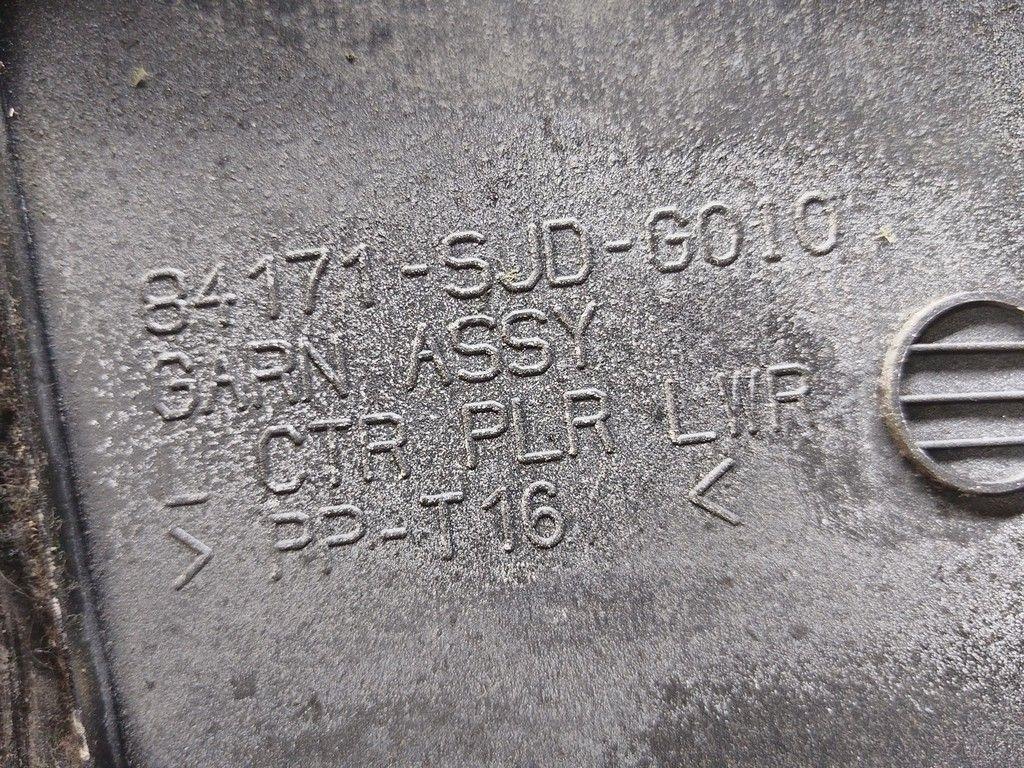 84171-SJD-G010
GARN ASSY
L CTR PLR LWR
>PP-T16<